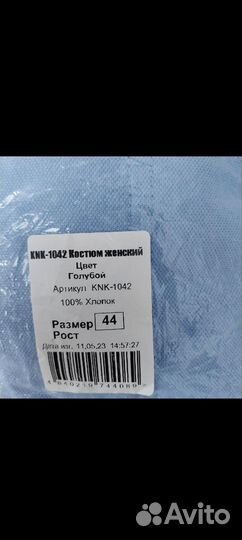 KNK-1042 Костюм женский
Цвет
Голубой
Артикул KNK-1042
100% Хлопок
Размер 44
Рост
Дата изг. 11.05.23 14:57:27
Avito